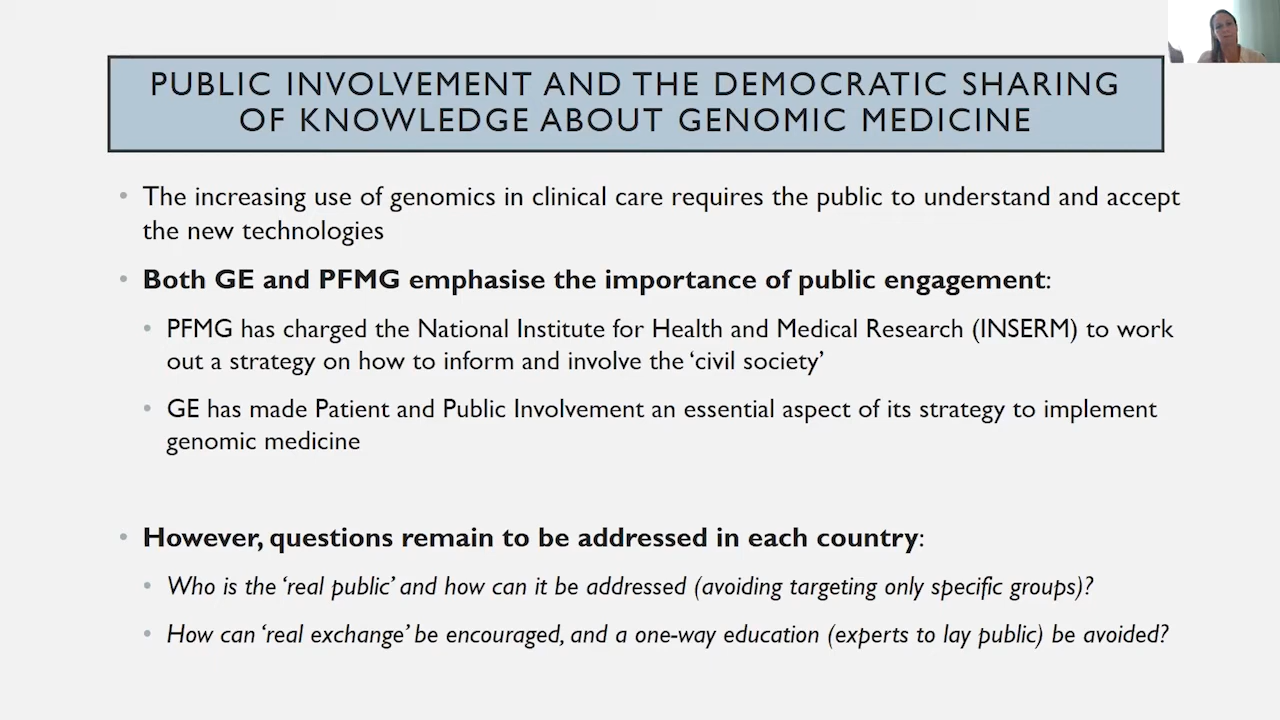 PUBLIC INVOLVEMENT AND THE DEMOCRATIC SHARING
OF KNOWLEDGE ABOUT GENOMIC MEDICINE
• The increasing use of genomics in clinical care requires the public to understand and accept
the new technologies
• Both GE and PFMG emphasise the importance of public engagement:
• PFMG has charged the National Institute for Health and Medical Research (INSERM) to work
out a strategy on how to inform and involve the ‘civil society’
• GE has made Patient and Public Involvement an essential aspect of its strategy to implement
genomic medicine
• However, questions remain to be addressed in each country:
• Who is the ‘real public’ and how can it be addressed (avoiding targeting only specific groups)?
• How can ‘real exchange’ be encouraged, and a one-way education (experts to lay public) be avoided?